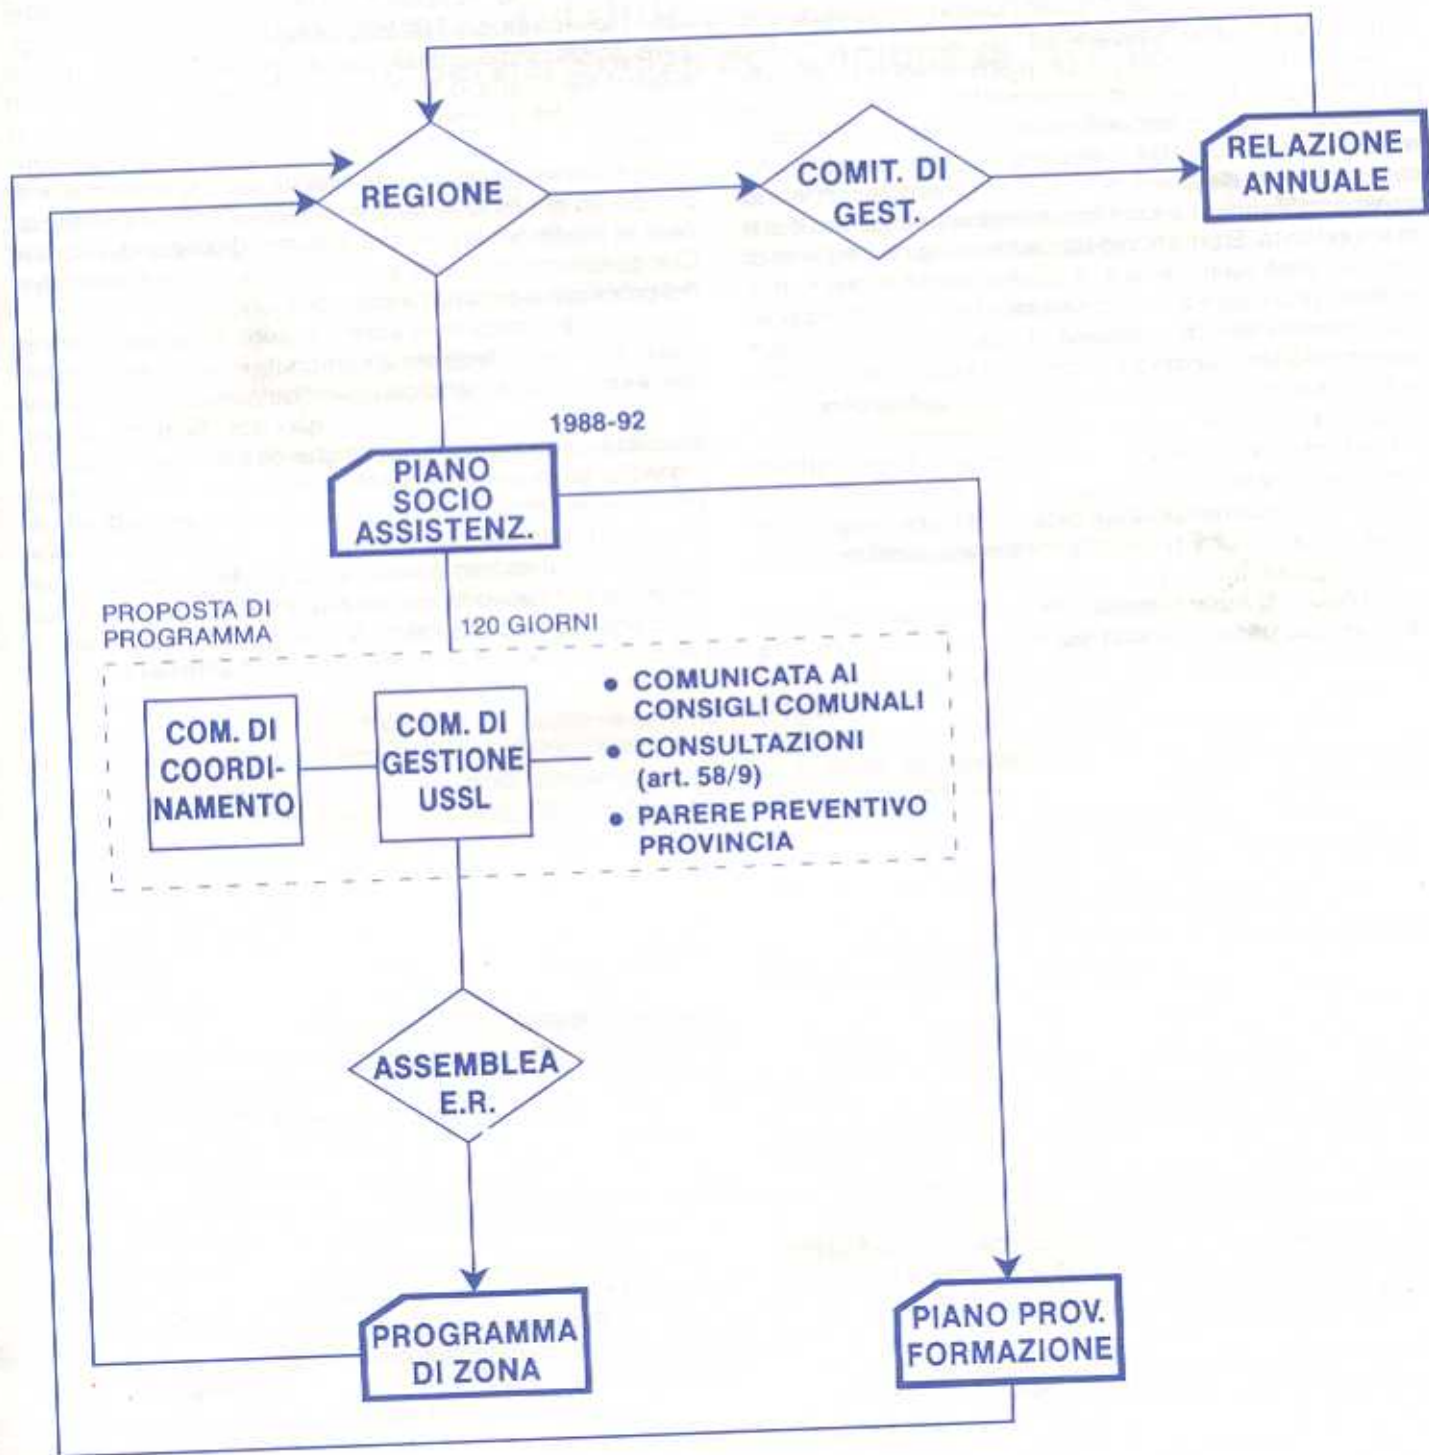 REGIONE
COMIT. DI
GEST.
RELAZIONE
ANNUALE
1988-92
PIANO
SOCIO
ASSISTENZ.
PROPOSTA DI
PROGRAMMA
120 GIORNI
COM. DI
COORDI-
NAMENTO
COM. DI
GESTIONE
USSL
• COMUNICATA AI
CONSIGLI COMUNALI
• CONSULTAZIONI
(art. 58/9)
• PARERE PREVENTIVO
PROVINCIA
ASSEMBLEA
E.R.
PROGRAMMA
DI ZONA
PIANO PROV.
FORMAZIONE